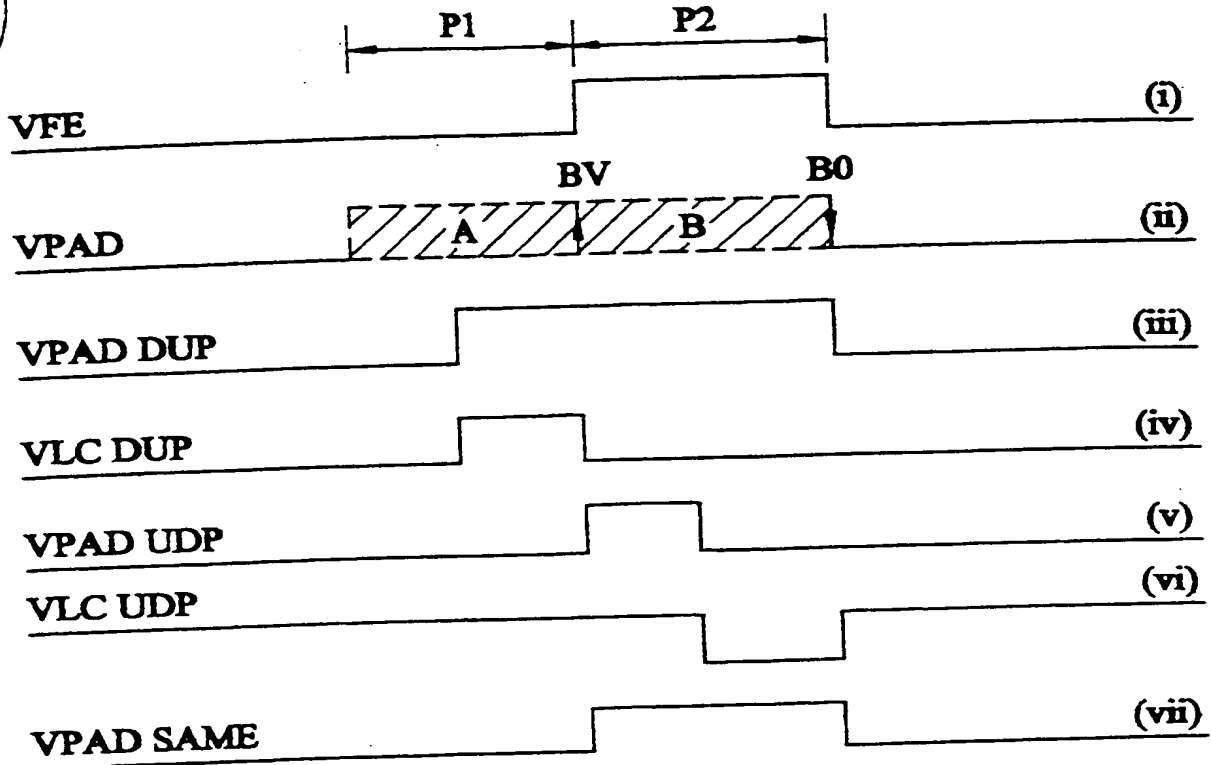 P1 P2
VFE (i)
BV B0
VPAD A B (ii)
VPAD DUP (iii)
VLC DUP (iv)
VPAD UDP (v)
VLC UDP (vi)
VPAD SAME (vii)